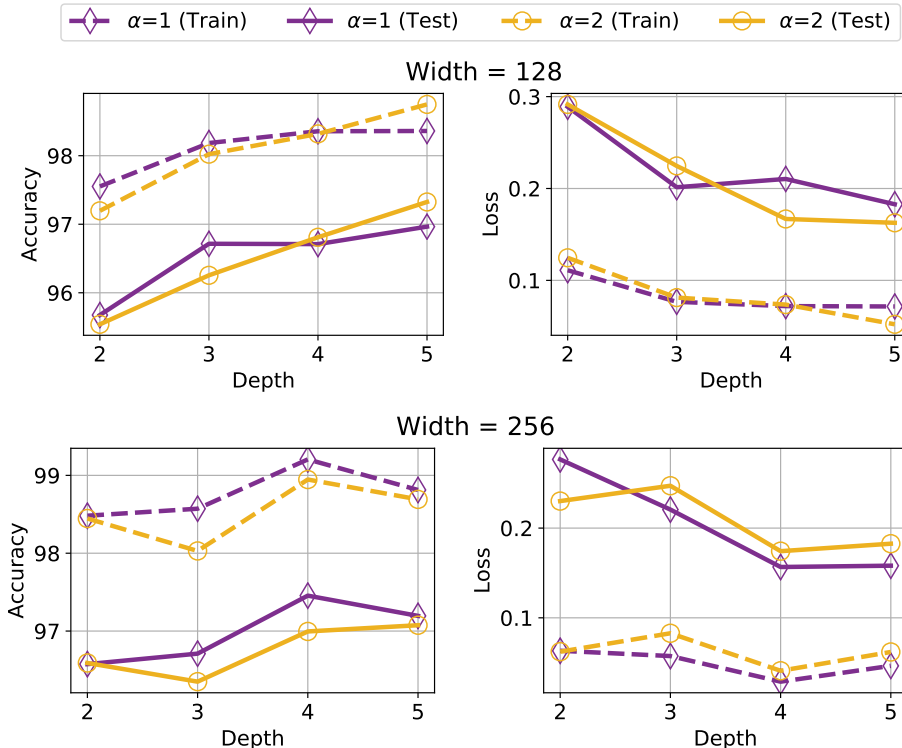 α=1 (Train) α=1 (Test) α=2 (Train) α=2 (Test)
Width = 128
Accuracy
98
97
96
2 3 4 5
Depth
Loss
0.3
0.2
0.1
2 3 4 5
Depth
Width = 256
Accuracy
99
98
97
2 3 4 5
Depth
Loss
0.2
0.1
2 3 4 5
Depth